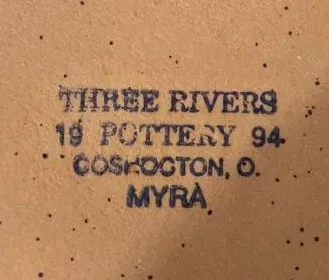 THREE RIVERS
19 POTTERY 94
COSHOCTON, O.
MYRA